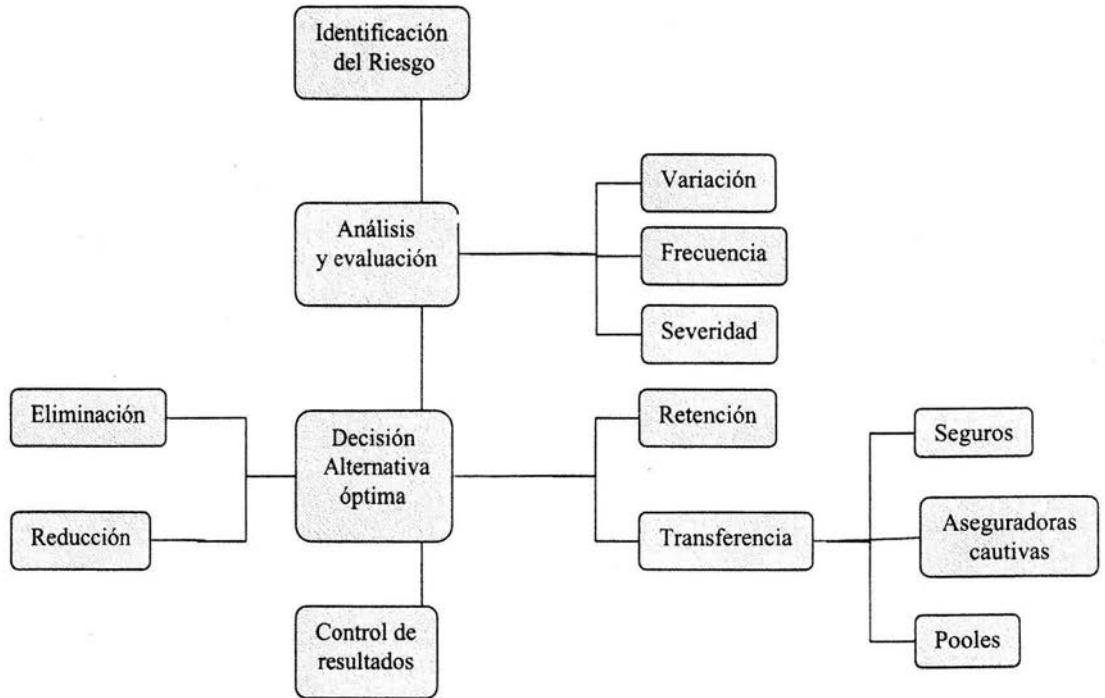 Identificación
del Riesgo
Análisis
y evaluación
Variación
Frecuencia
Severidad
Eliminación
Reducción
Decisión
Alternativa
óptima
Retención
Transferencia
Seguros
Aseguradoras
cautivas
Pooles
Control de
resultados